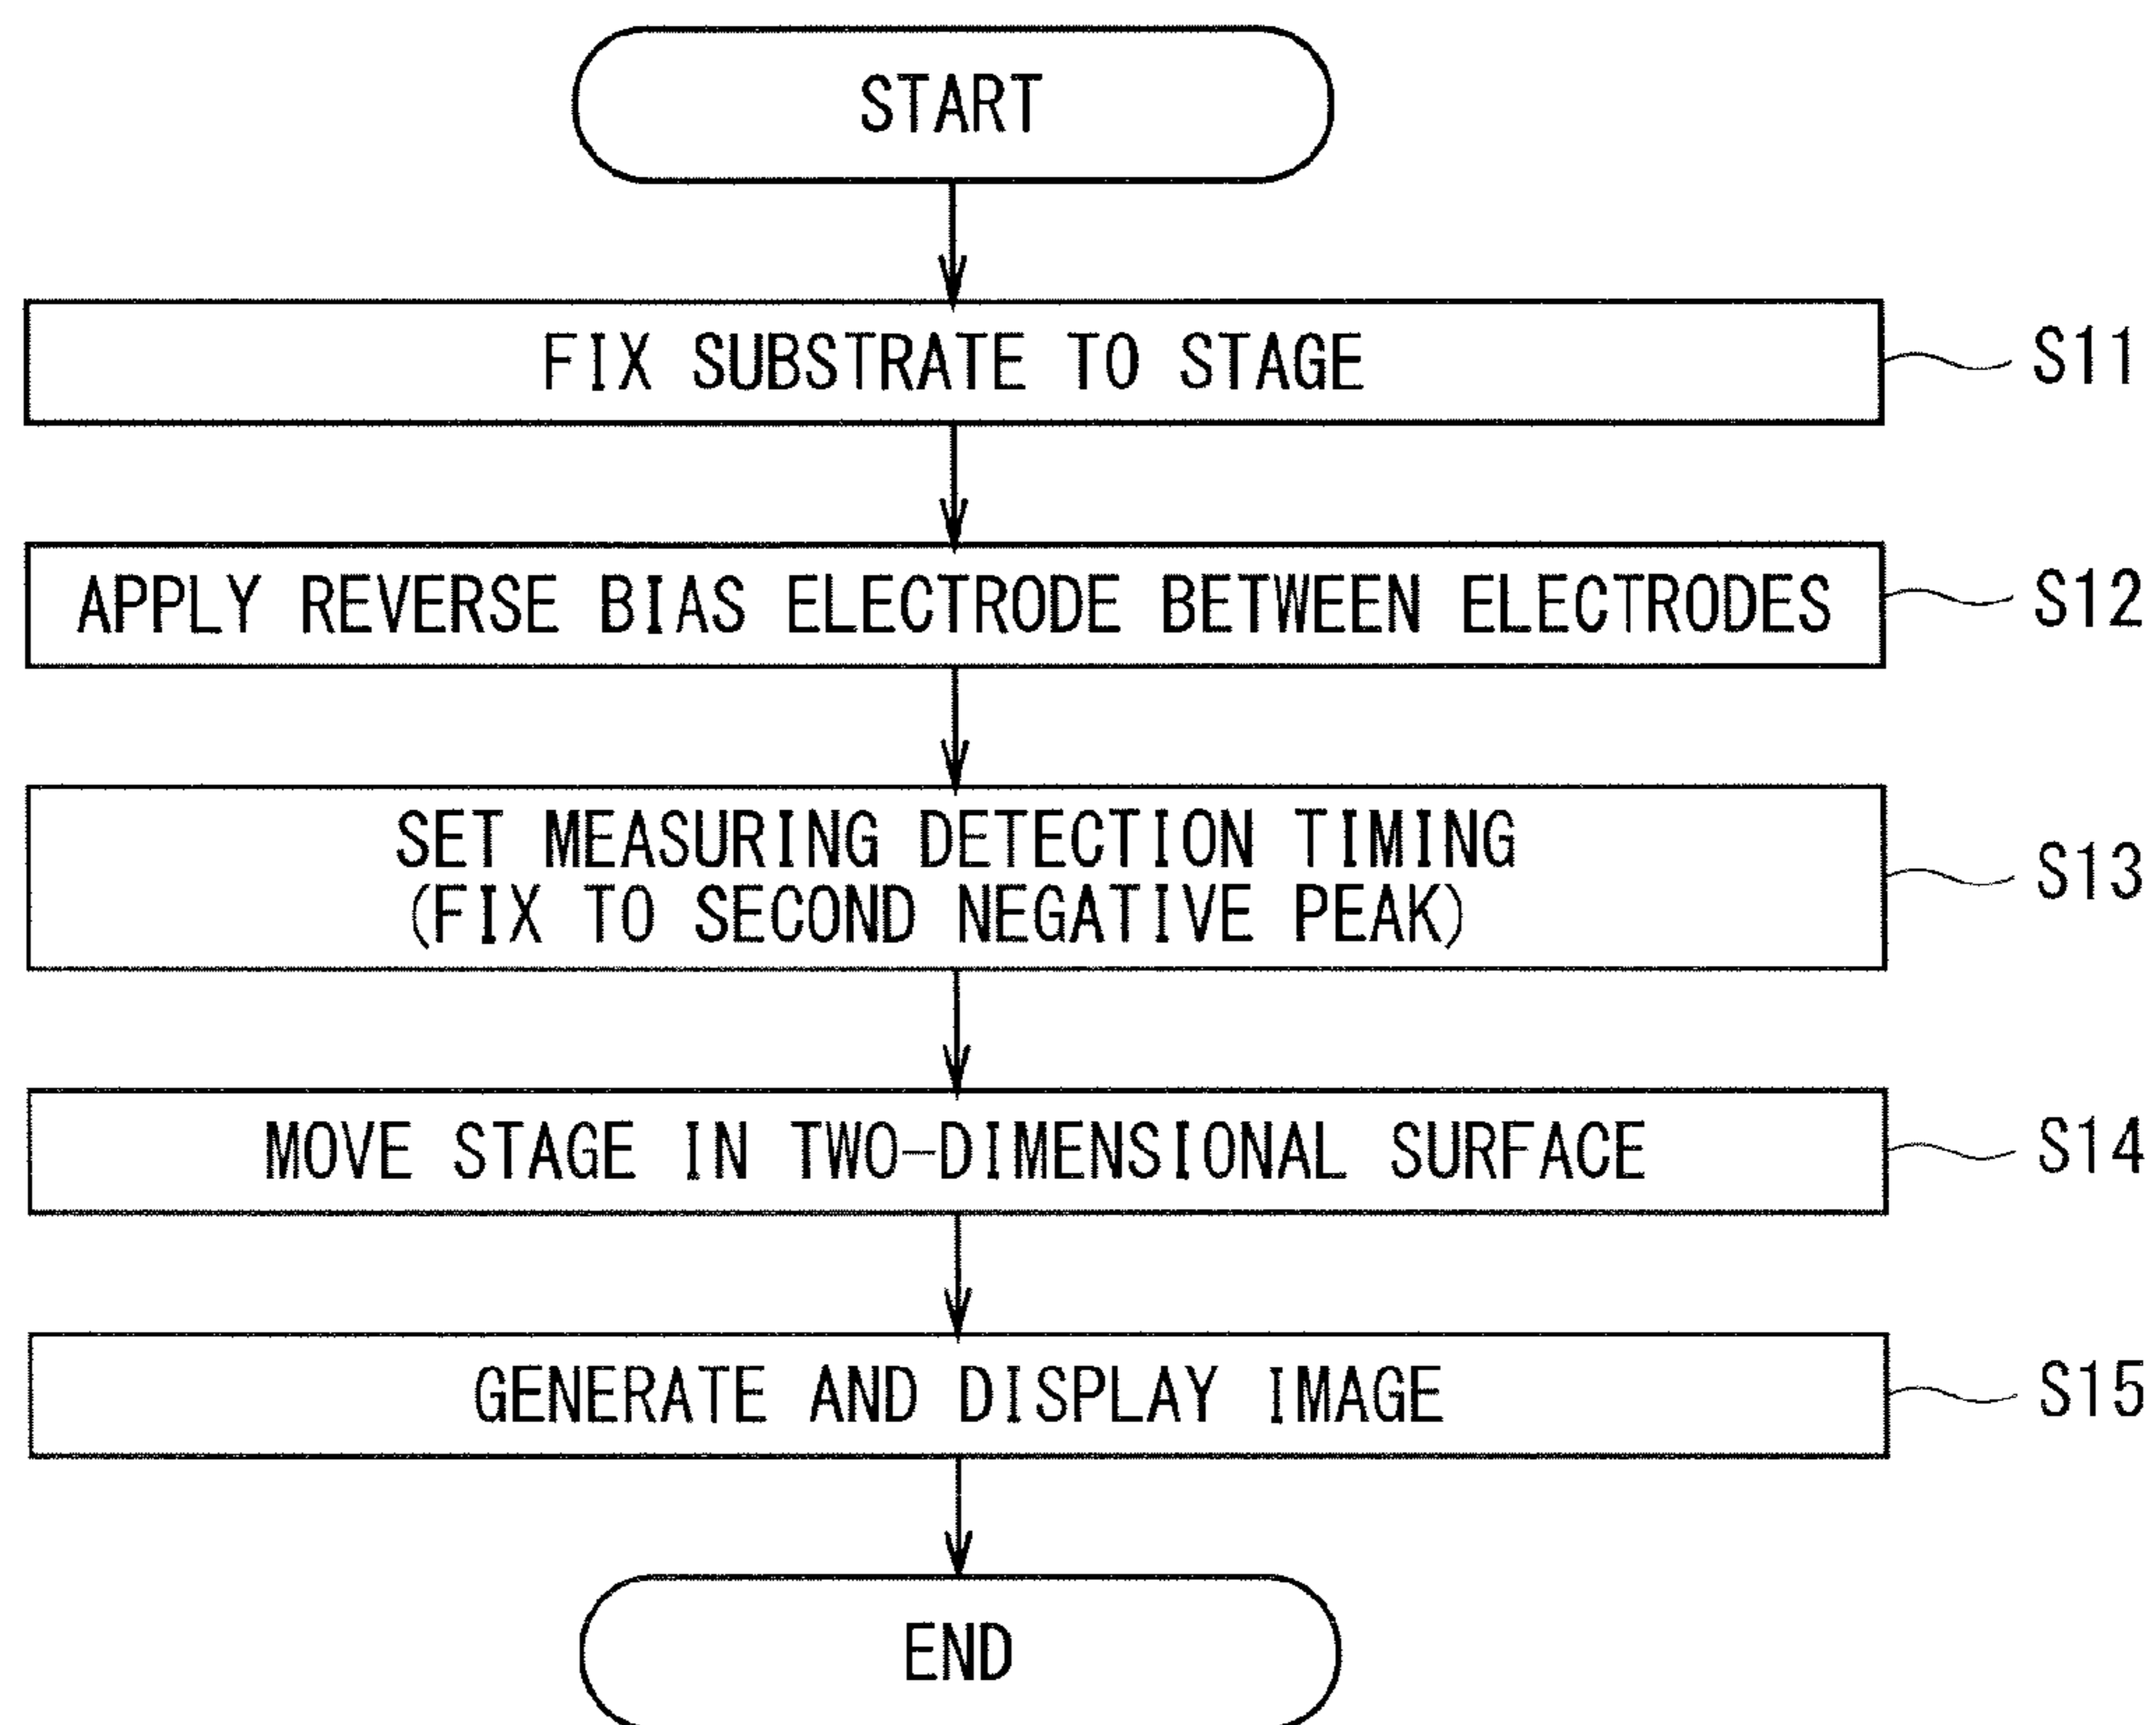 START
FIX SUBSTRATE TO STAGE
S11
APPLY REVERSE BIAS ELECTRODE BETWEEN ELECTRODES
S12
SET MEASURING DETECTION TIMING
(FIX TO SECOND NEGATIVE PEAK)
S13
MOVE STAGE IN TWO-DIMENSIONAL SURFACE
S14
GENERATE AND DISPLAY IMAGE
S15
END